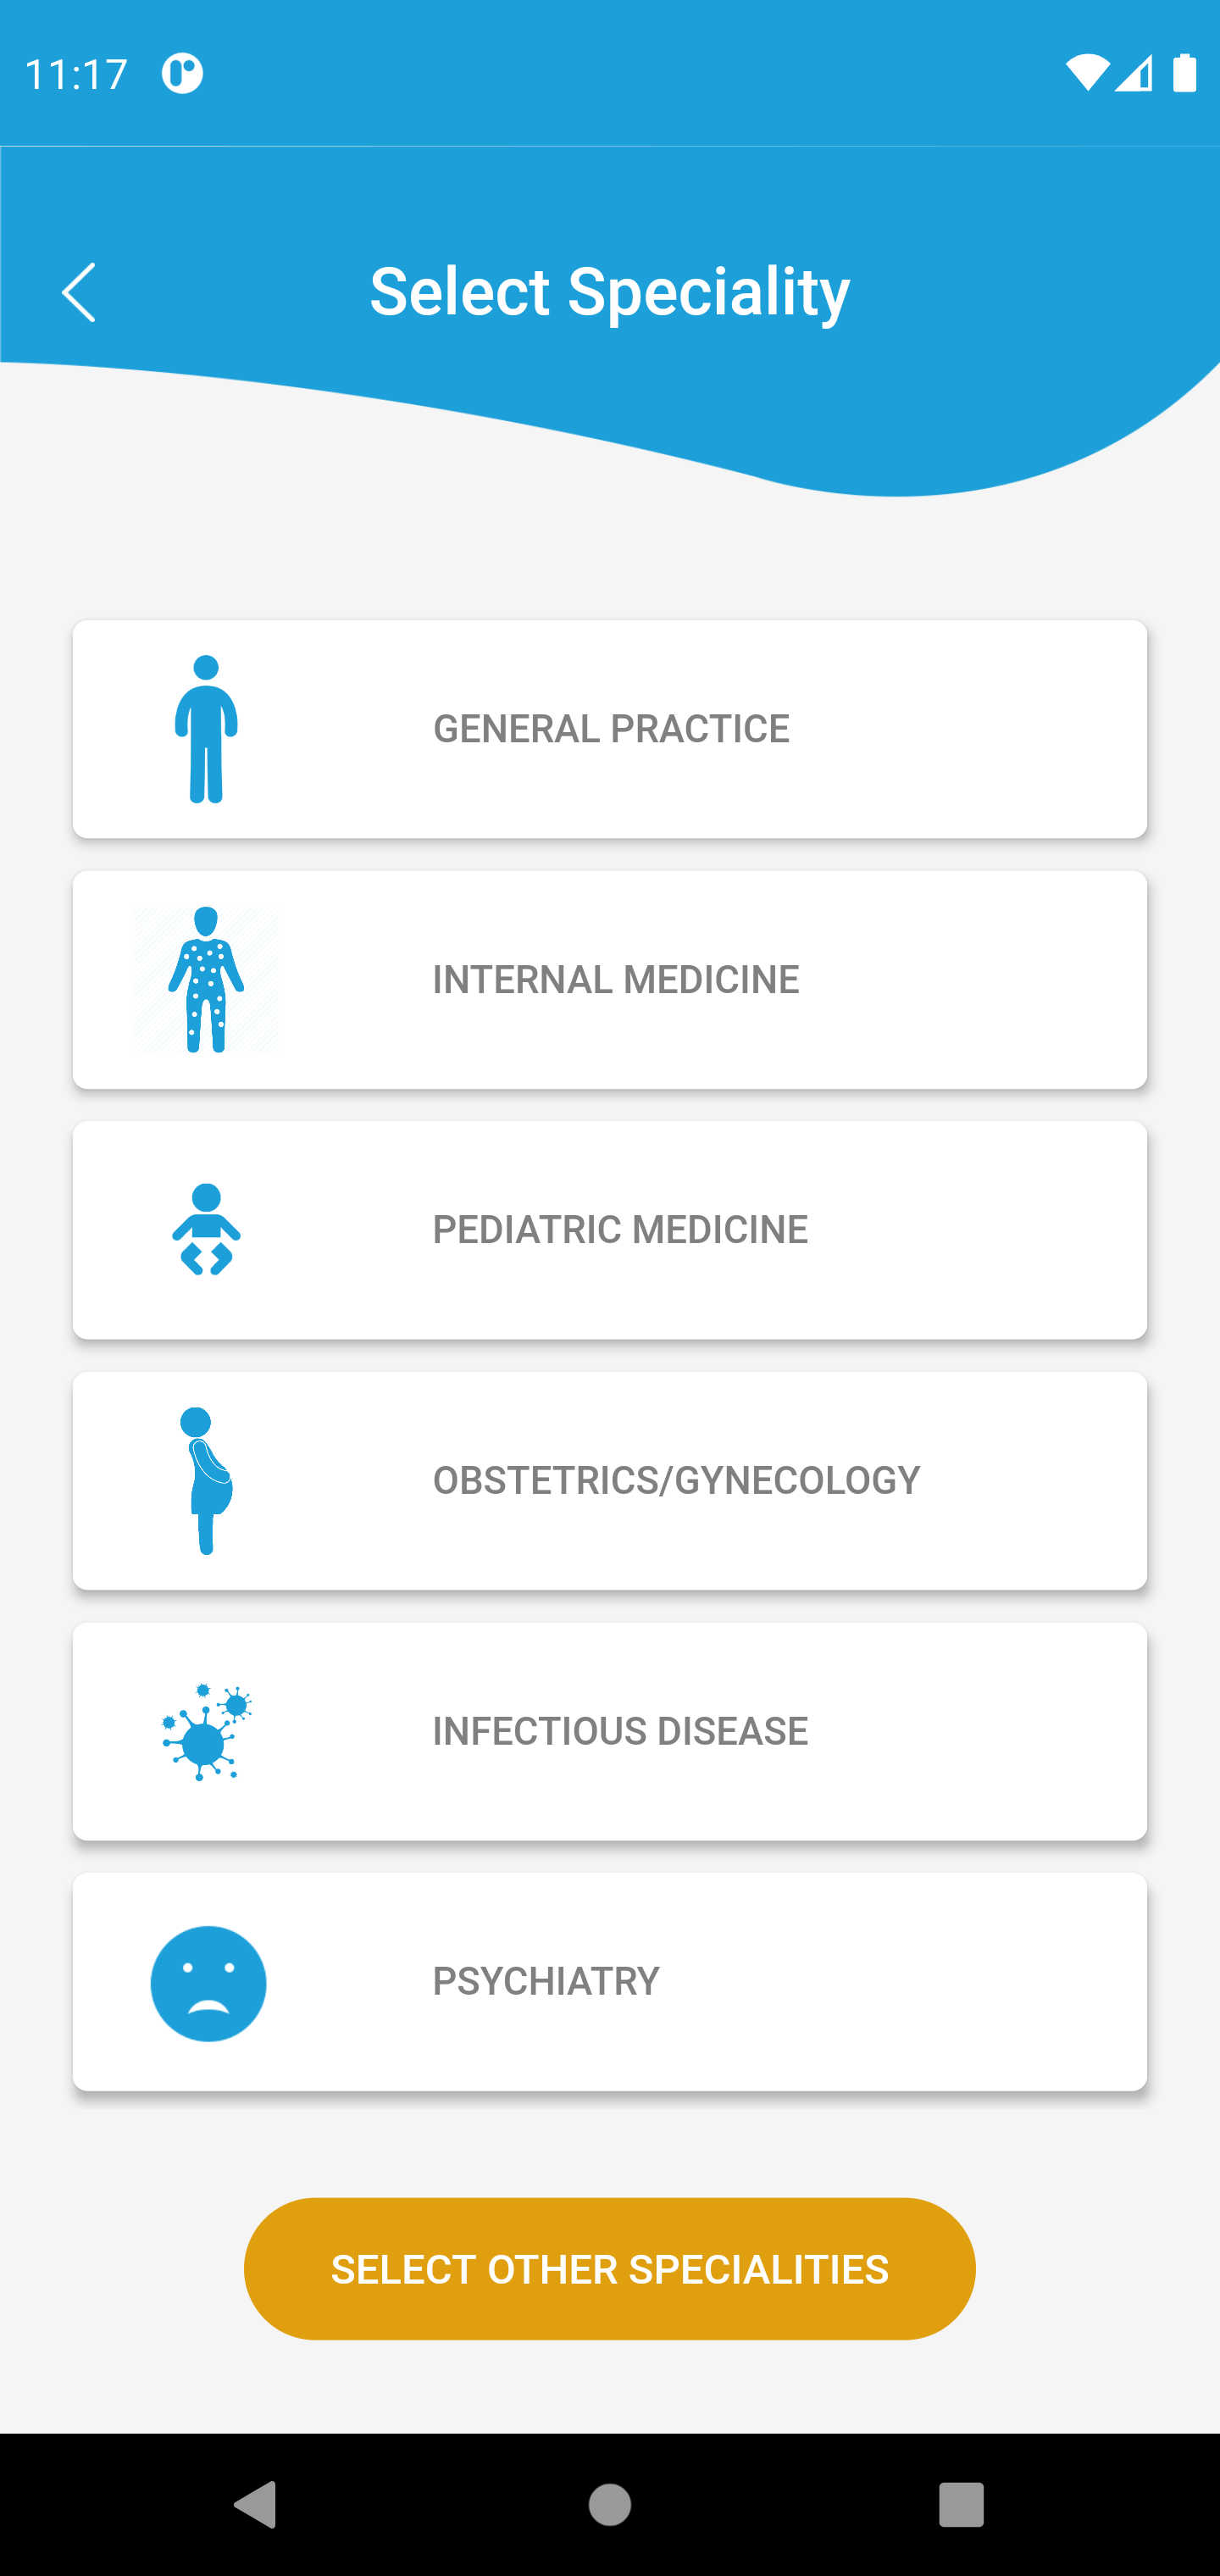 11:17
Select Speciality
GENERAL PRACTICE
INTERNAL MEDICINE
PEDIATRIC MEDICINE
OBSTETRICS/GYNECOLOGY
INFECTIOUS DISEASE
PSYCHIATRY
SELECT OTHER SPECIALITIES